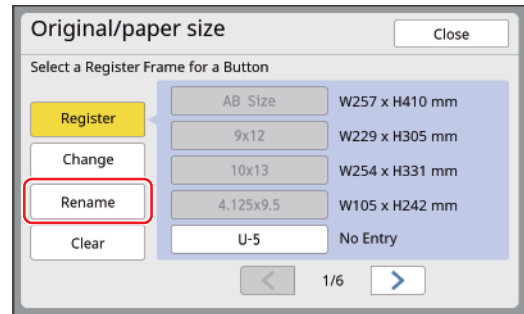 Original/paper size
Close
Select a Register Frame for a Button
Register
Change
Rename
Clear
AB Size W257 x H410 mm
9x12 W229 x H305 mm
10x13 W254 x H331 mm
4.125x9.5 W105 x H242 mm
U-5 No Entry
1/6